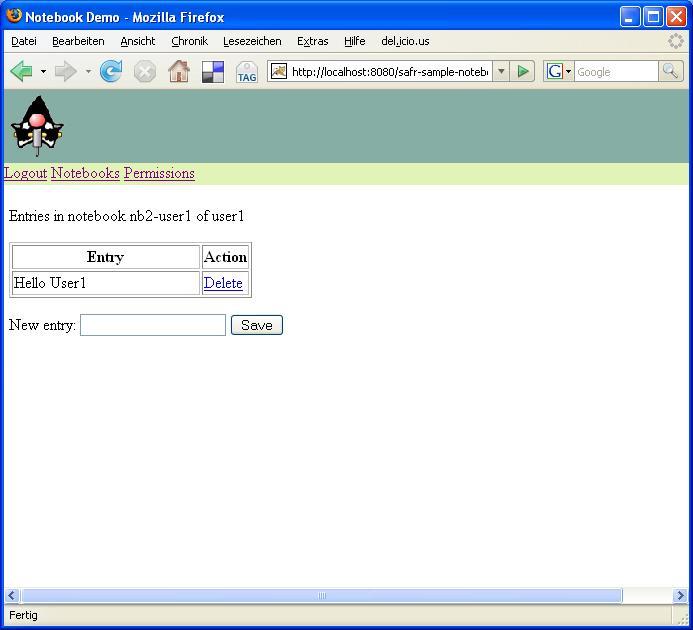 Notebook Demo - Mozilla Firefox
Datei Bearbeiten Ansicht Chronik Lesezeichen Extras Hilfe del.icio.us
TAG http://localhost:8080/safr-sample-noteb G Google
Logout Notebooks Permissions
Entries in notebook nb2-user1 of user1
Entry Action
Hello User1 Delete
New entry: Save
Fertig